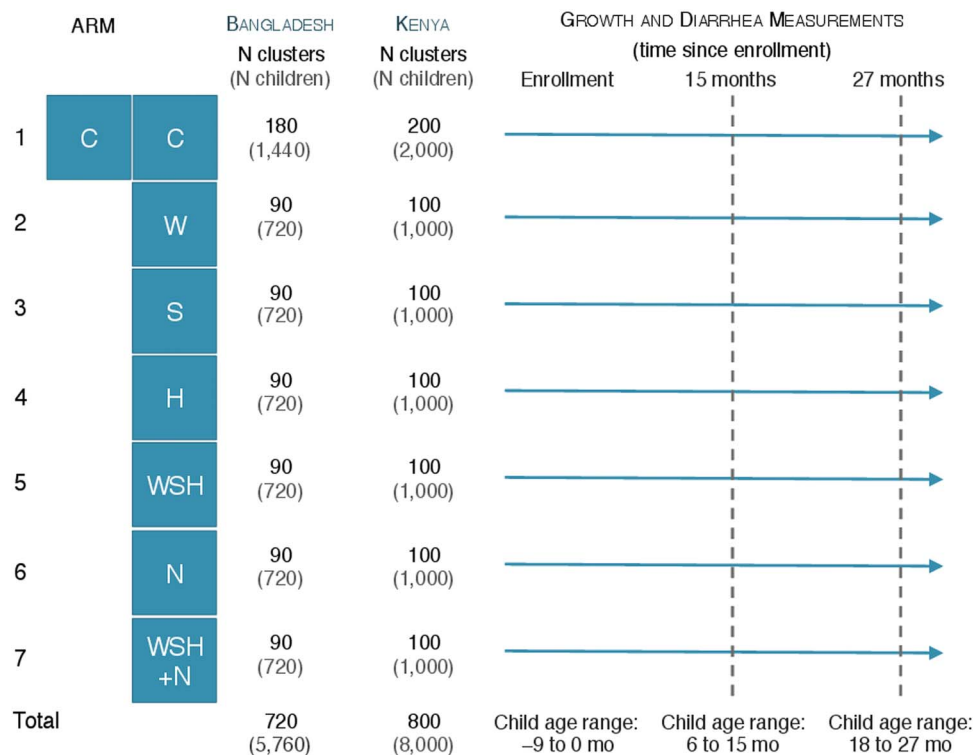 ARM BANGLADESH KENYA GROWTH AND DIARRHEA MEASUREMENTS
N clusters N clusters (time since enrollment)
(N children) (N children) Enrollment 15 months 27 months
1 C C 180 200
(1,440) (2,000)
2 W 90 100
(720) (1,000)
3 S 90 100
(720) (1,000)
4 H 90 100
(720) (1,000)
5 WSH 90 100
(720) (1,000)
6 N 90 100
(720) (1,000)
7 WSH 90 100
+N (720) (1,000)
Total 720 800 Child age range: Child age range: Child age range:
(5,760) (8,000) –9 to 0 mo 6 to 15 mo 18 to 27 mo